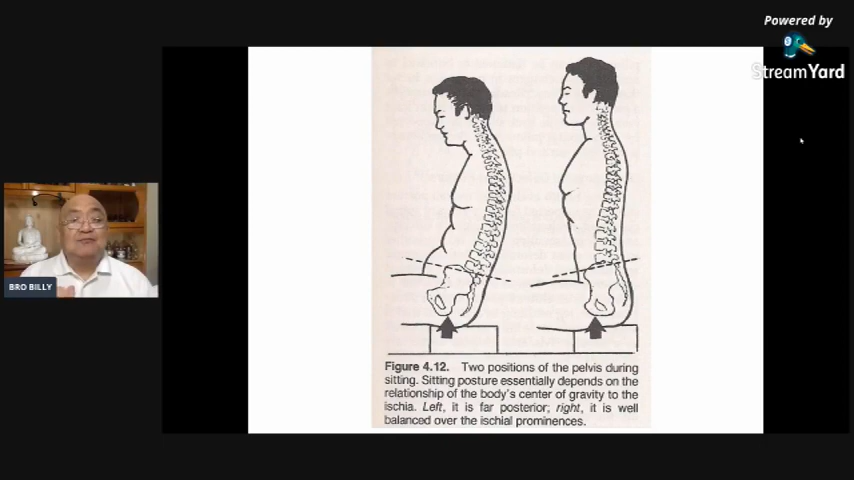 Powered by
StreamYard
BRO BILLY
Figure 4.12. Two positions of the pelvis during
sitting. Sitting posture essentially depends on the
relationship of the body's center of gravity to the
ischia. Left, it is far posterior; right, it is well
balanced over the ischial prominences.